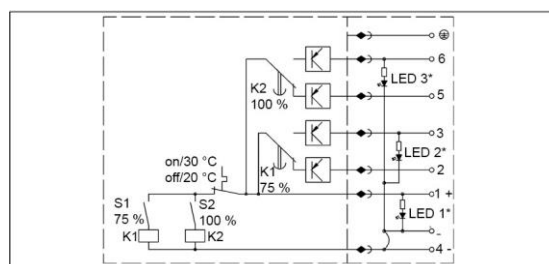 6
LED 3*
K2
100 %
5
3
LED 2*
on/30 °C
off/20 °C
K1
75 %
2
1 +
S1
75 %
S2
100 %
LED 1*
K1
K2
-
4 -